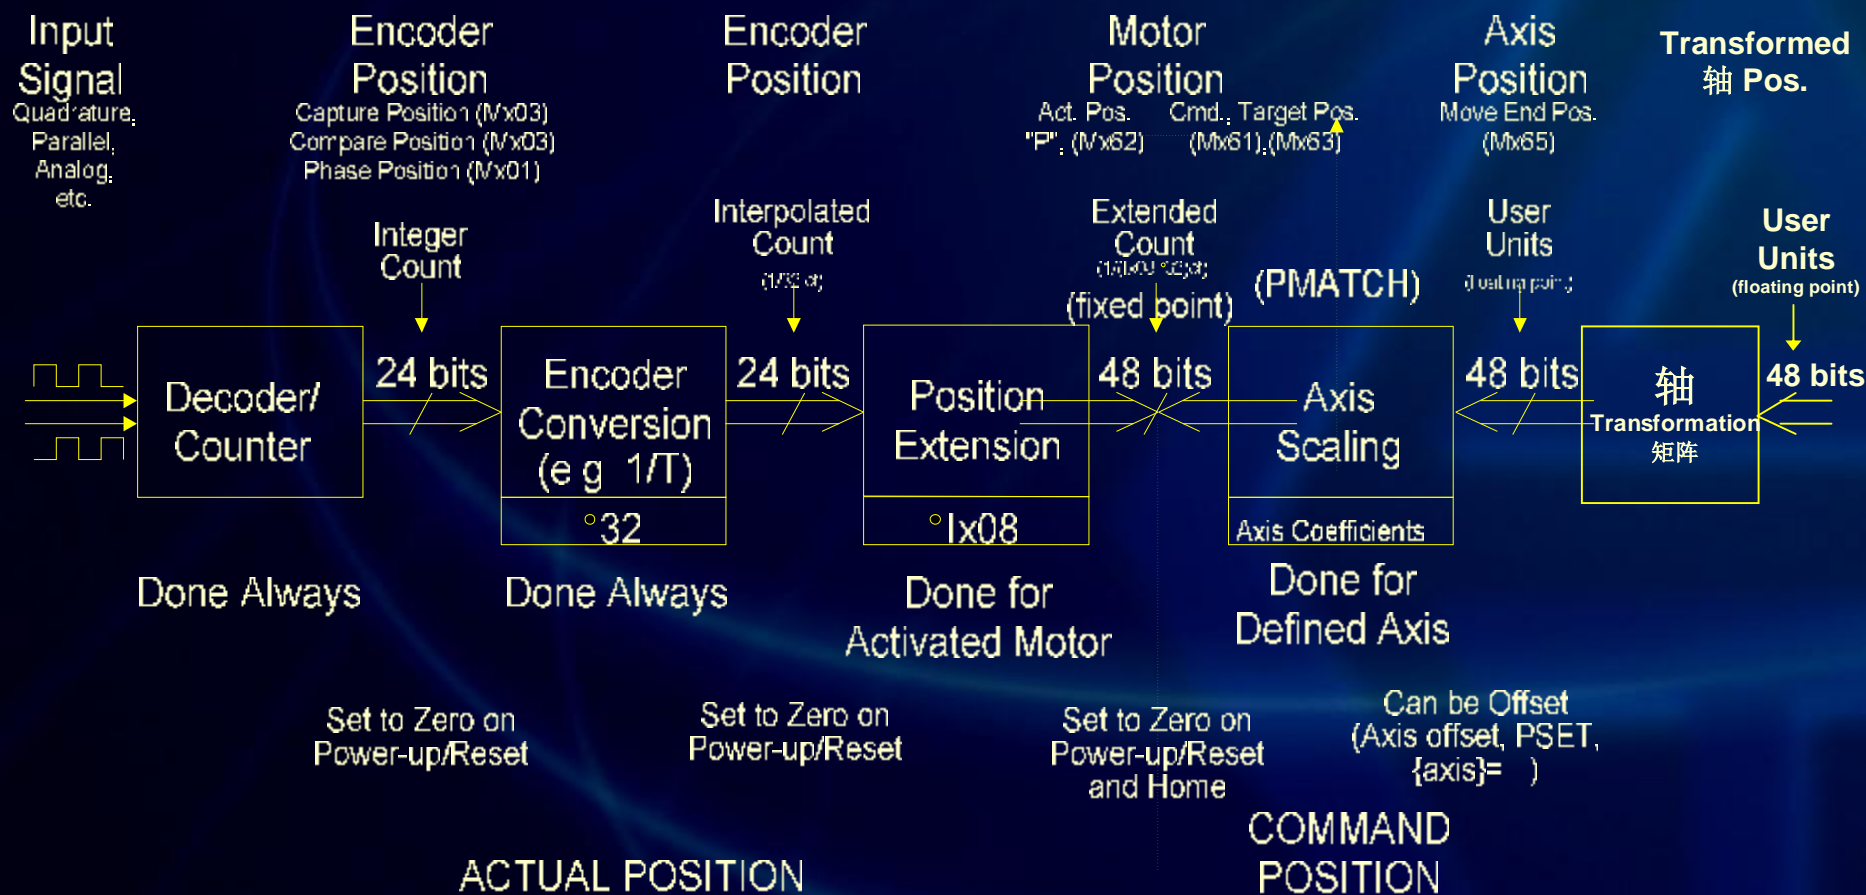 Input
Signal
Quadrature,
Parallel,
Analog,
etc.
Encoder
Position
Capture Position (Mx03)
Compare Position (Mx03)
Phase Position (Mx01)
Encoder
Position
Motor
Position
Act. Pos.
"P", (Mx62)
Cmd., Target Pos.
(Mx61),(Mx63)
Axis
Position
Move End Pos.
(Mx65)
Transformed
轴 Pos.
Integer
Count
Interpolated
Count
(1/32 ct)
Extended
Count
(fixed point)
(PMATCH)
User
Units
(floating point)
User
Units
(floating point)
Decoder/
Counter
24 bits
Encoder
Conversion
(e g 1/T)
°32
24 bits
Position
Extension
°Ix08
48 bits
Axis
Scaling
Axis Coefficients
48 bits
轴
Transformation
矩阵
48 bits
Done Always
Done Always
Done for
Activated Motor
Done for
Defined Axis
Set to Zero on
Power-up/Reset
Set to Zero on
Power-up/Reset
Set to Zero on
Power-up/Reset
and Home
Can be Offset
(Axis offset, PSET,
{axis}= )
ACTUAL POSITION
COMMAND
POSITION